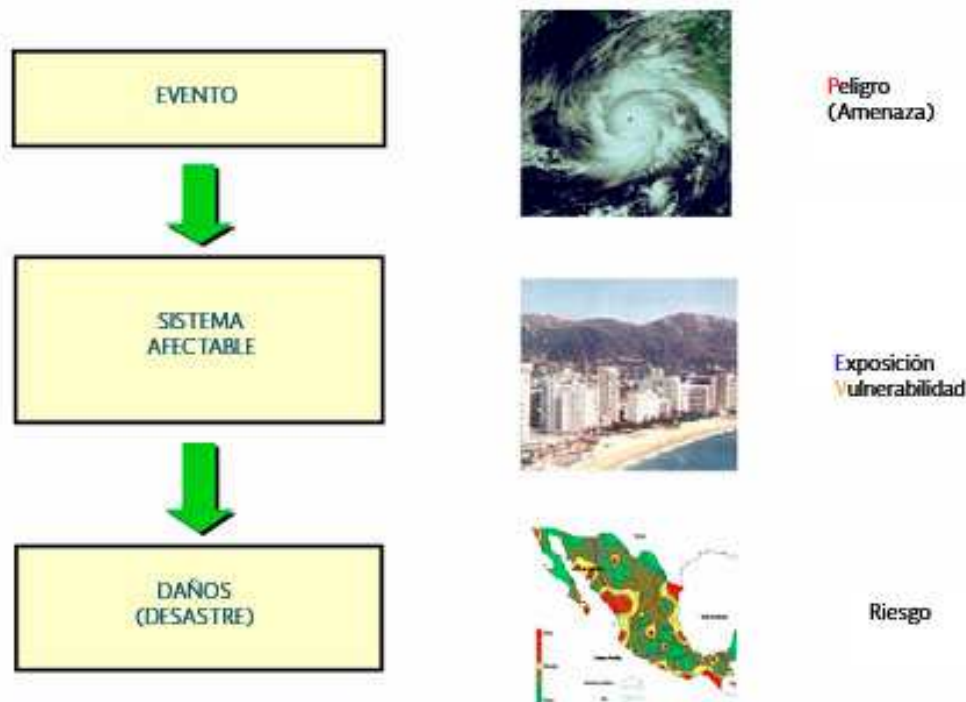 EVENTO
Peligro
(Amenaza)
SISTEMA
AFECTABLE
Exposición
Vulnerabilidad
DAÑOS
(DESASTRE)
Riesgo